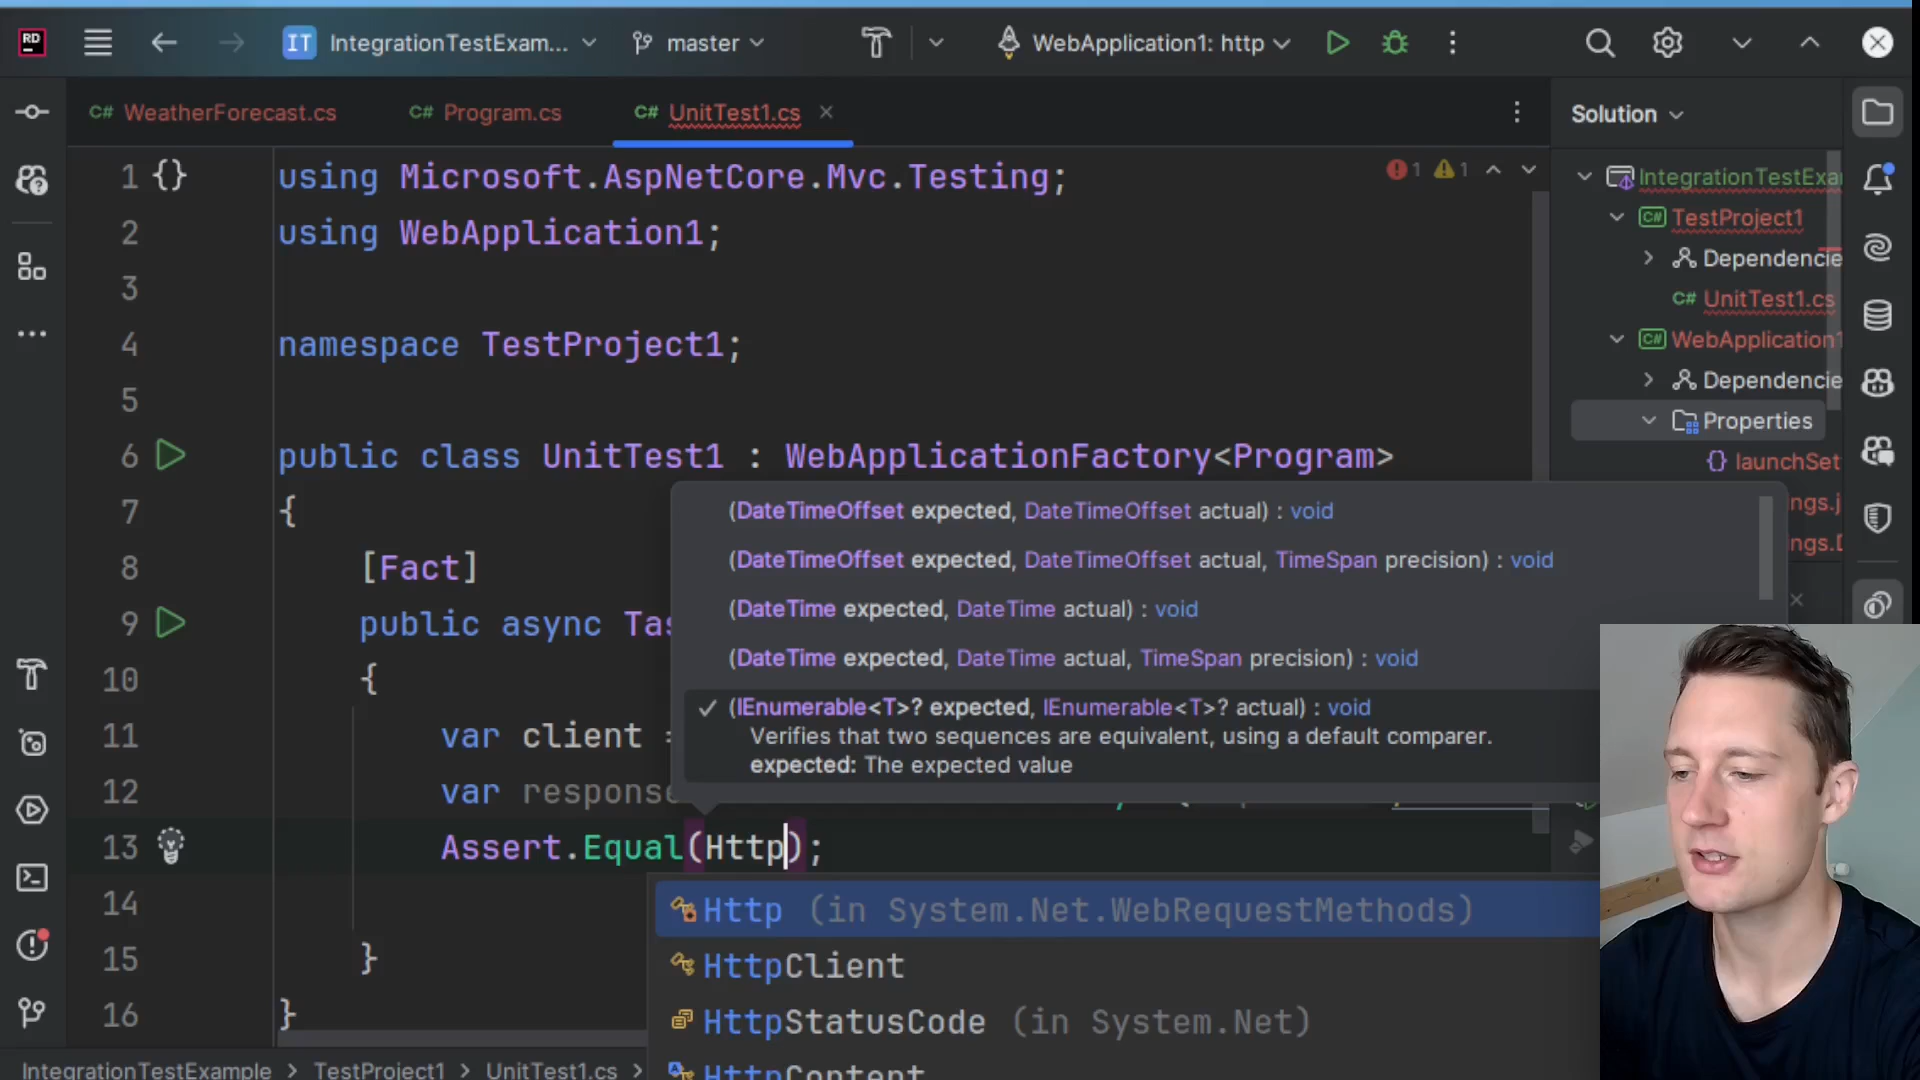 RD
IT IntegrationTestExam... master WebApplication1: http
C# WeatherForecast.cs C# Program.cs C# UnitTest1.cs Solution
1 {} using Microsoft.AspNetCore.Mvc.Testing; 1 1
2 using WebApplication1;
3
4 namespace TestProject1;
5
6 public class UnitTest1 : WebApplicationFactory<Program>
7 {
8 [Fact]
9 public async Tas
10 {
11 var client =
12 var response
13 Assert.Equal(Http);
14
15 }
16 }
(DateTimeOffset expected, DateTimeOffset actual) : void
(DateTimeOffset expected, DateTimeOffset actual, TimeSpan precision) : void
(DateTime expected, DateTime actual) : void
(DateTime expected, DateTime actual, TimeSpan precision) : void
(IEnumerable<T>? expected, IEnumerable<T>? actual) : void
Verifies that two sequences are equivalent, using a default comparer.
expected: The expected value
Http (in System.Net.WebRequestMethods)
HttpClient
HttpStatusCode (in System.Net)
HttpContent
IntegrationTestExa
C# TestProject1
Dependencie
C# UnitTest1.cs
C# WebApplication1
Dependencie
Properties
{} launchSet
ngs.j
ngs.D
IntegrationTestExample > TestProject1 > UnitTest1.cs >